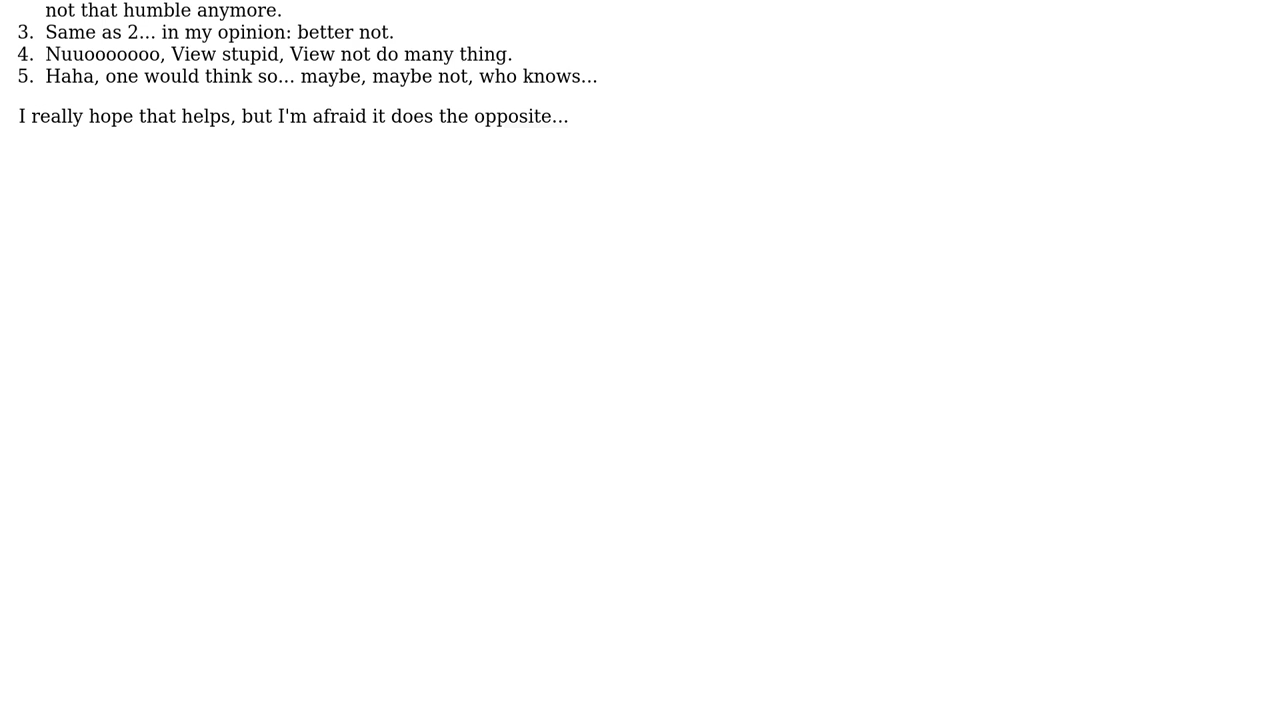 not that humble anymore.
3. Same as 2... in my opinion: better not.
4. Nuuooooooo, View stupid, View not do many thing.
5. Haha, one would think so... maybe, maybe not, who knows...
I really hope that helps, but I'm afraid it does the opposite...